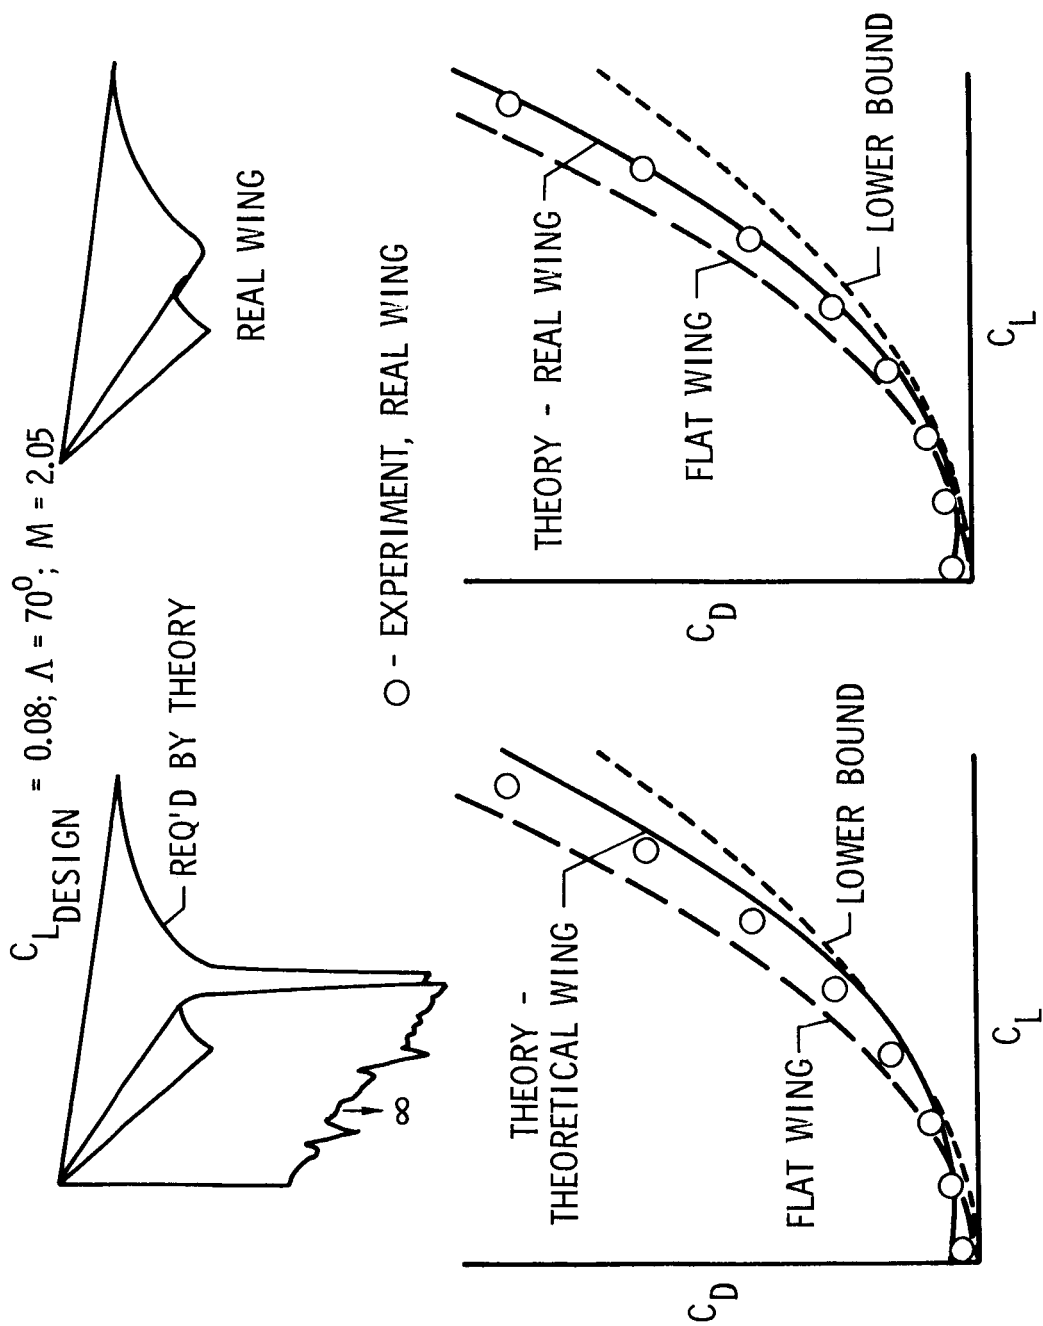 C_L DESIGN = 0.08; Λ = 70⁰; M = 2.05
REQ'D BY THEORY
∞
REAL WING
○ - EXPERIMENT, REAL WING
THEORY -
THEORETICAL WING
FLAT WING
LOWER BOUND
C_D
C_L
THEORY - REAL WING
FLAT WING
LOWER BOUND
C_D
C_L